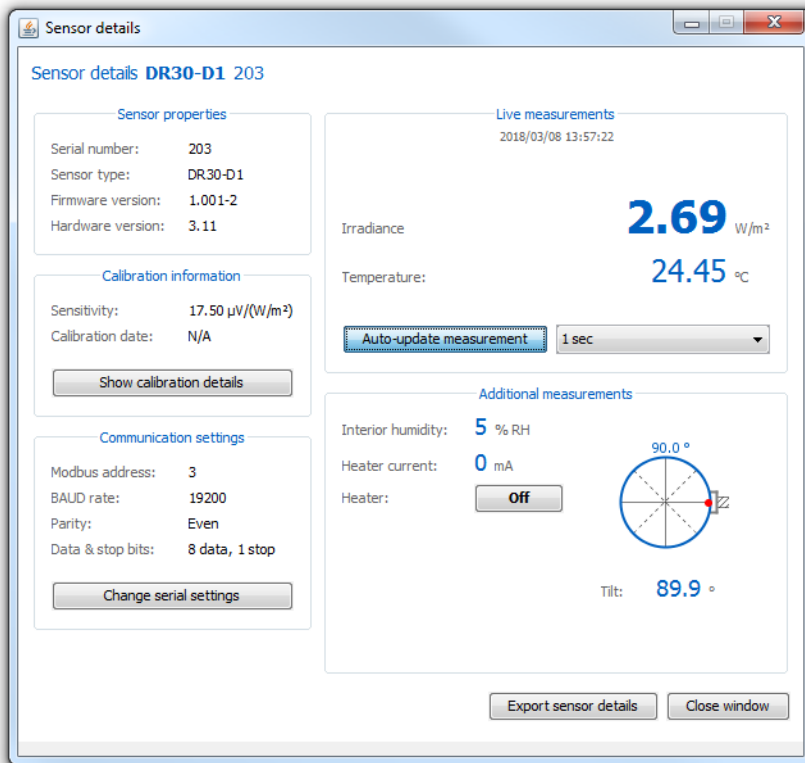 Sensor details
Sensor details DR30-D1 203
Sensor properties
Serial number: 203
Sensor type: DR30-D1
Firmware version: 1.001-2
Hardware version: 3.11
Calibration information
Sensitivity: 17.50 µV/(W/m²)
Calibration date: N/A
Show calibration details
Communication settings
Modbus address: 3
BAUD rate: 19200
Parity: Even
Data & stop bits: 8 data, 1 stop
Change serial settings
Live measurements
2018/03/08 13:57:22
Irradiance 2.69 W/m²
Temperature: 24.45 °C
Auto-update measurement 1 sec
Additional measurements
Interior humidity: 5 % RH
Heater current: 0 mA
Heater: Off
90.0 °
Tilt: 89.9 °
Export sensor details Close window